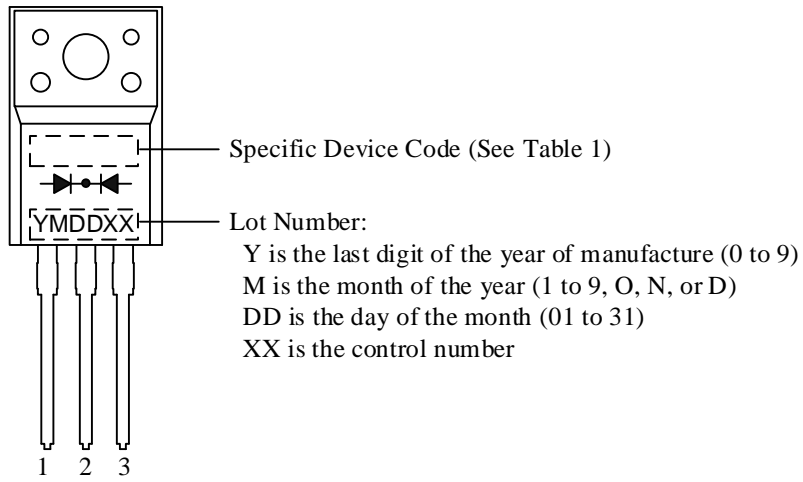 Specific Device Code (See Table 1)
YMDDXX
Lot Number:
Y is the last digit of the year of manufacture (0 to 9)
M is the month of the year (1 to 9, O, N, or D)
DD is the day of the month (01 to 31)
XX is the control number
1 2 3